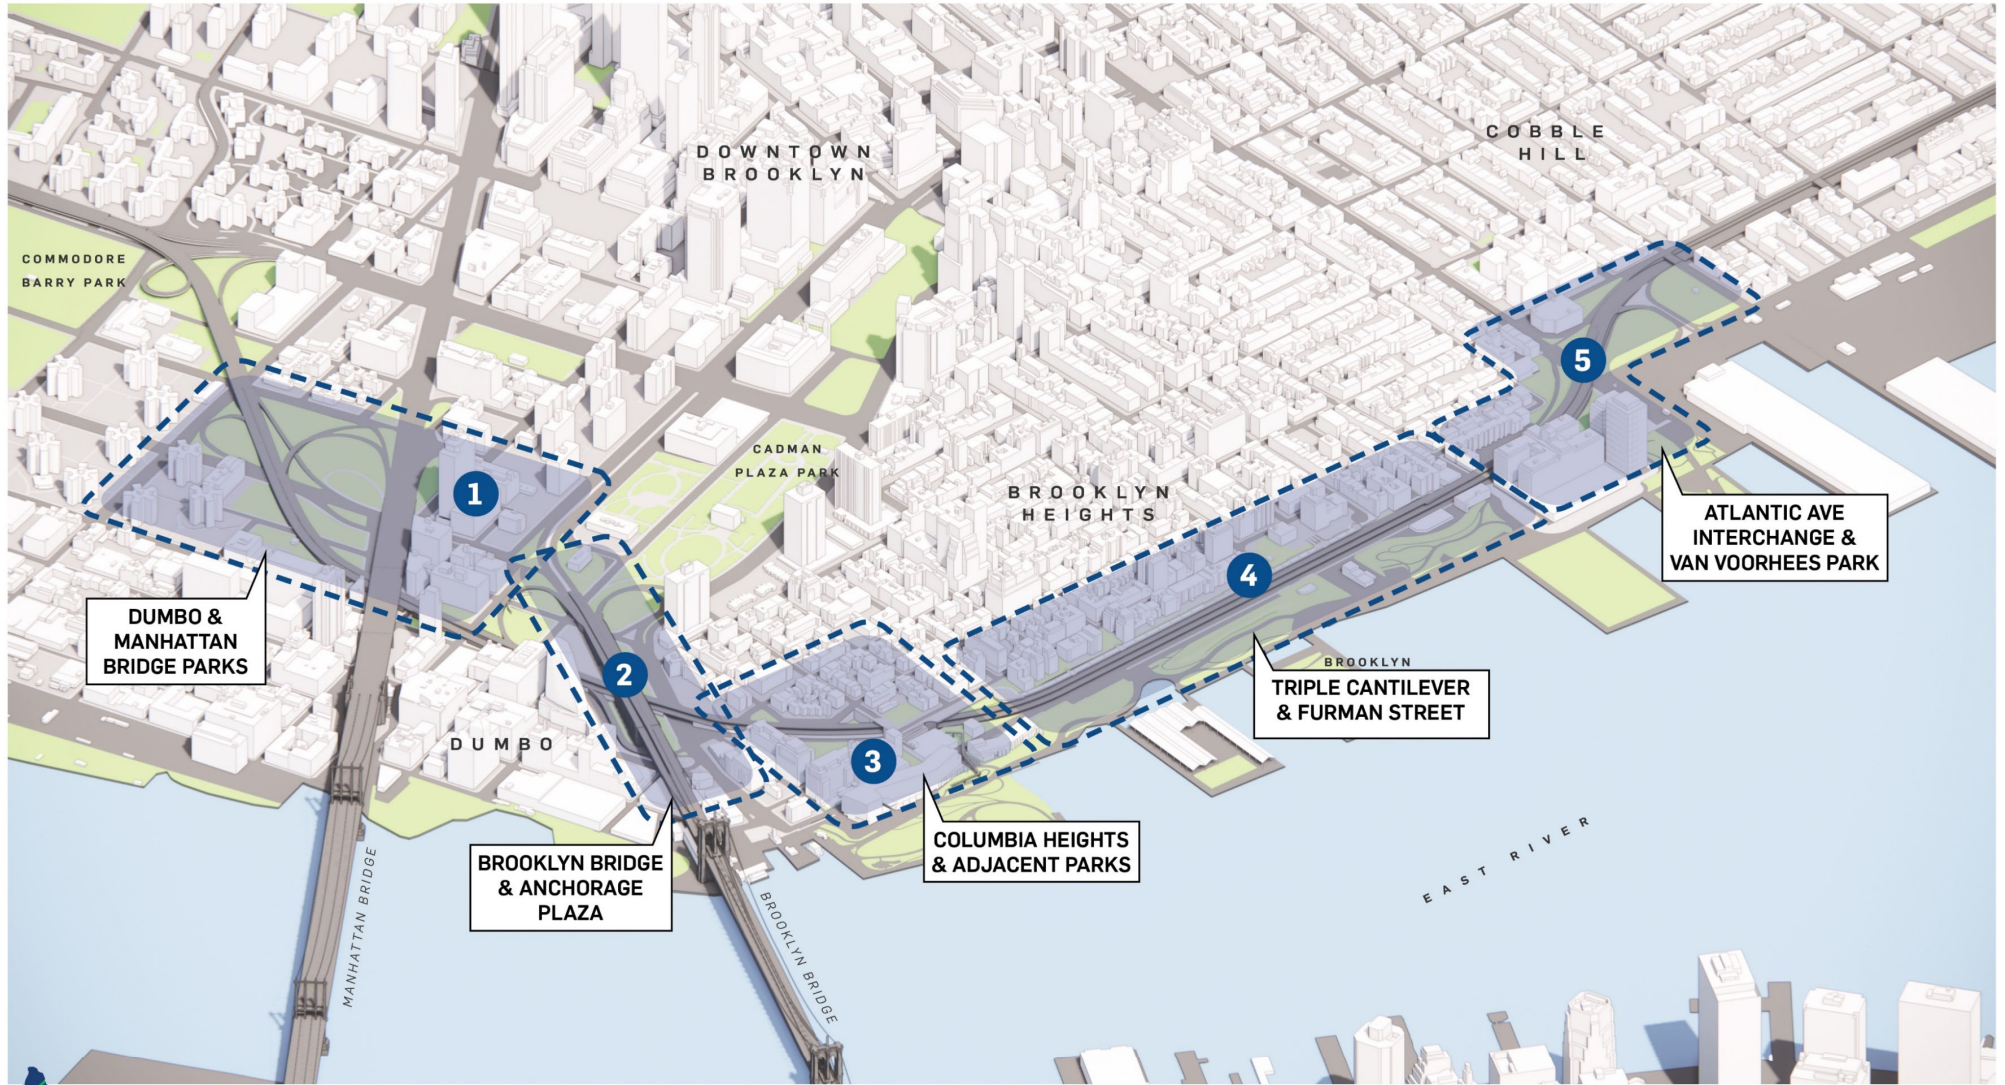 COBBLE
HILL
DOWNTOWN
BROOKLYN
COMMODORE
BARRY PARK
5
CADMAN
PLAZA PARK
1
BROOKLYN
HEIGHTS
ATLANTIC AVE
INTERCHANGE &
VAN VOORHEES PARK
4
DUMBO &
MANHATTAN
BRIDGE PARKS
2
BROOKLYN
TRIPLE CANTILEVER
& FURMAN STREET
DUMBO
3
COLUMBIA HEIGHTS
& ADJACENT PARKS
BROOKLYN BRIDGE
& ANCHORAGE
PLAZA
EAST RIVER
MANHATTAN BRIDGE
BROOKLYN BRIDGE